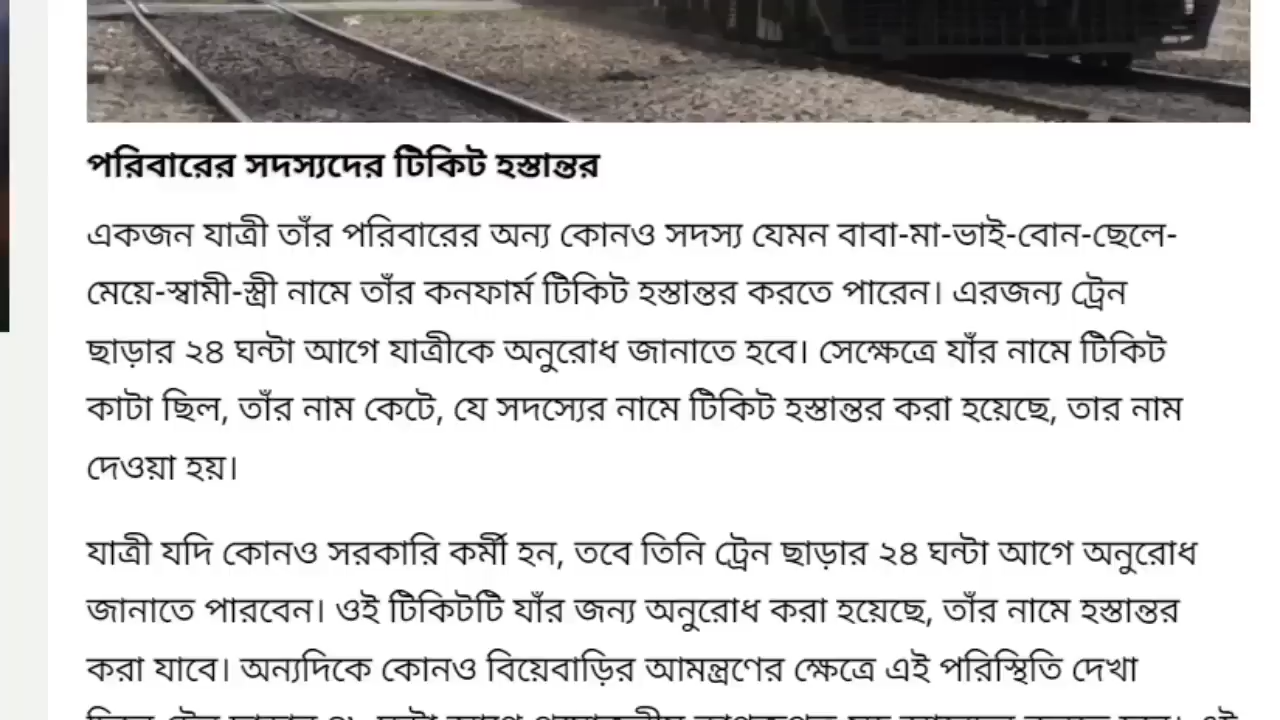 পরিবারের সদস্যদের টিকিট হস্তান্তর
একজন যাত্রী তাঁর পরিবারের অন্য কোনও সদস্য যেমন বাবা-মা-ভাই-বোন-ছেলে-
মেয়ে-স্বামী-স্ত্রী নামে তাঁর কনফার্ম টিকিট হস্তান্তর করতে পারেন। এরজন্য ট্রেন
ছাড়ার ২৪ ঘন্টা আগে যাত্রীকে অনুরোধ জানাতে হবে। সেক্ষেত্রে যাঁর নামে টিকিট
কাটা ছিল, তাঁর নাম কেটে, যে সদস্যের নামে টিকিট হস্তান্তর করা হয়েছে, তার নাম
দেওয়া হয়।
যাত্রী যদি কোনও সরকারি কর্মী হন, তবে তিনি ট্রেন ছাড়ার ২৪ ঘন্টা আগে অনুরোধ
জানাতে পারবেন। ওই টিকিটটি যাঁর জন্য অনুরোধ করা হয়েছে, তাঁর নামে হস্তান্তর
করা যাবে। অন্যদিকে কোনও বিয়েবাড়ির আমন্ত্রণের ক্ষেত্রে এই পরিস্থিতি দেখা